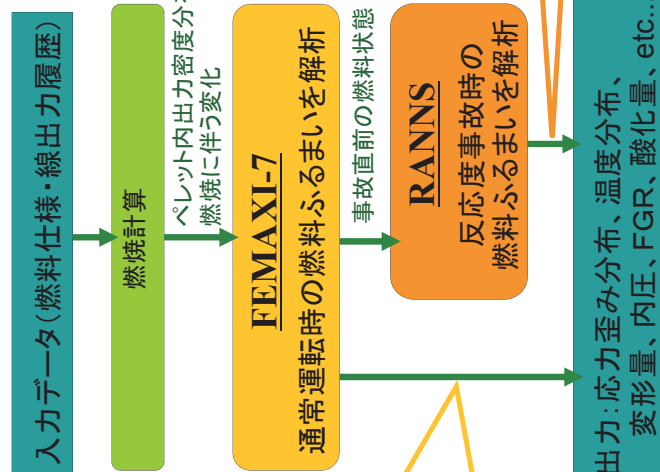 入力データ(燃料仕様・線出力履歴)
燃焼計算
ペレット内出力密度分
燃焼に伴う変化
FEMAXI-7
通常運転時の燃料ふるまいを解析
事故直前の燃料状態
RANNS
反応度事故時の
燃料ふるまいを解析
出力:応力歪み分布、温度分布、
変形量、内圧、FGR、酸化量、etc...